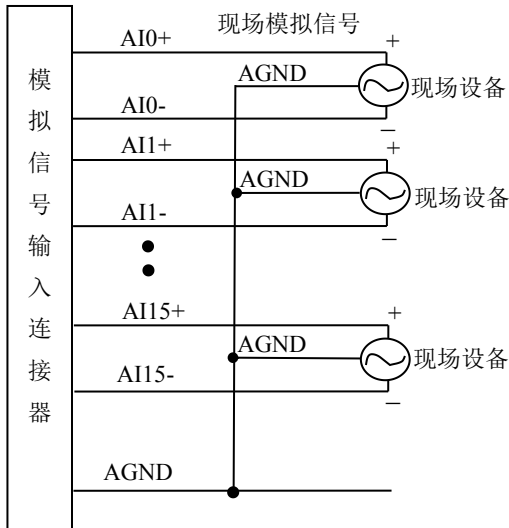 模拟信号输入连接器
现场模拟信号
AI0+
+
AGND
现场设备
AI0-
−
AI1+
+
AGND
现场设备
AI1-
−
AI15+
+
AGND
现场设备
AI15-
−
AGND